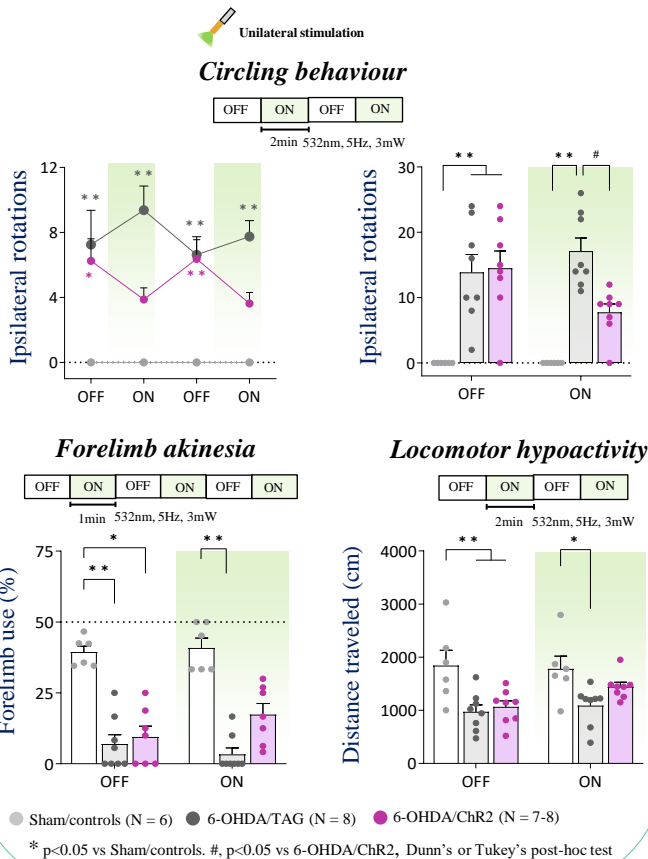 Unilateral stimulation
Circling behaviour
OFF ON OFF ON
2min 532nm, 5Hz, 3mW
Ipsilateral rotations
12
8
4
0
** ** ** **
* **
OFF ON OFF ON
Ipsilateral rotations
30
20
10
0
** ** #
OFF ON
Forelimb akinesia
OFF ON OFF ON OFF ON
1min 532nm, 5Hz, 3mW
Forelimb use (%)
75
50
25
0
* ** **
OFF ON
Locomotor hypoactivity
OFF ON OFF ON
2min 532nm, 5Hz, 3mW
Distance traveled (cm)
4000
3000
2000
1000
0
** *
OFF ON
Sham/controls (N = 6) 6-OHDA/TAG (N = 8) 6-OHDA/ChR2 (N = 7-8)
* p<0.05 vs Sham/controls. #, p<0.05 vs 6-OHDA/ChR2, Dunn’s or Tukey’s post-hoc test